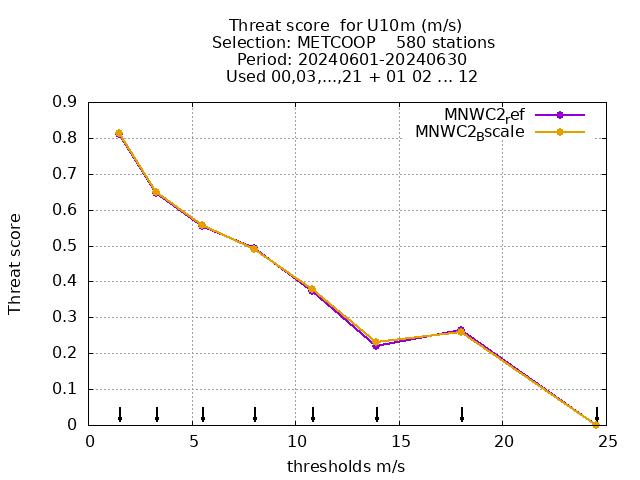 Threat score  for U10m (m/s)
Selection: METCOOP    580 stations
Period: 20240601-20240630
Used 00,03,...,21 + 01 02 ... 12
MNWC2ref
MNWC2Bscale
0.9
0.8
0.7
0.6
0.5
0.4
0.3
0.2
0.1
0
Threat score
0 5 10 15 20 25
thresholds m/s